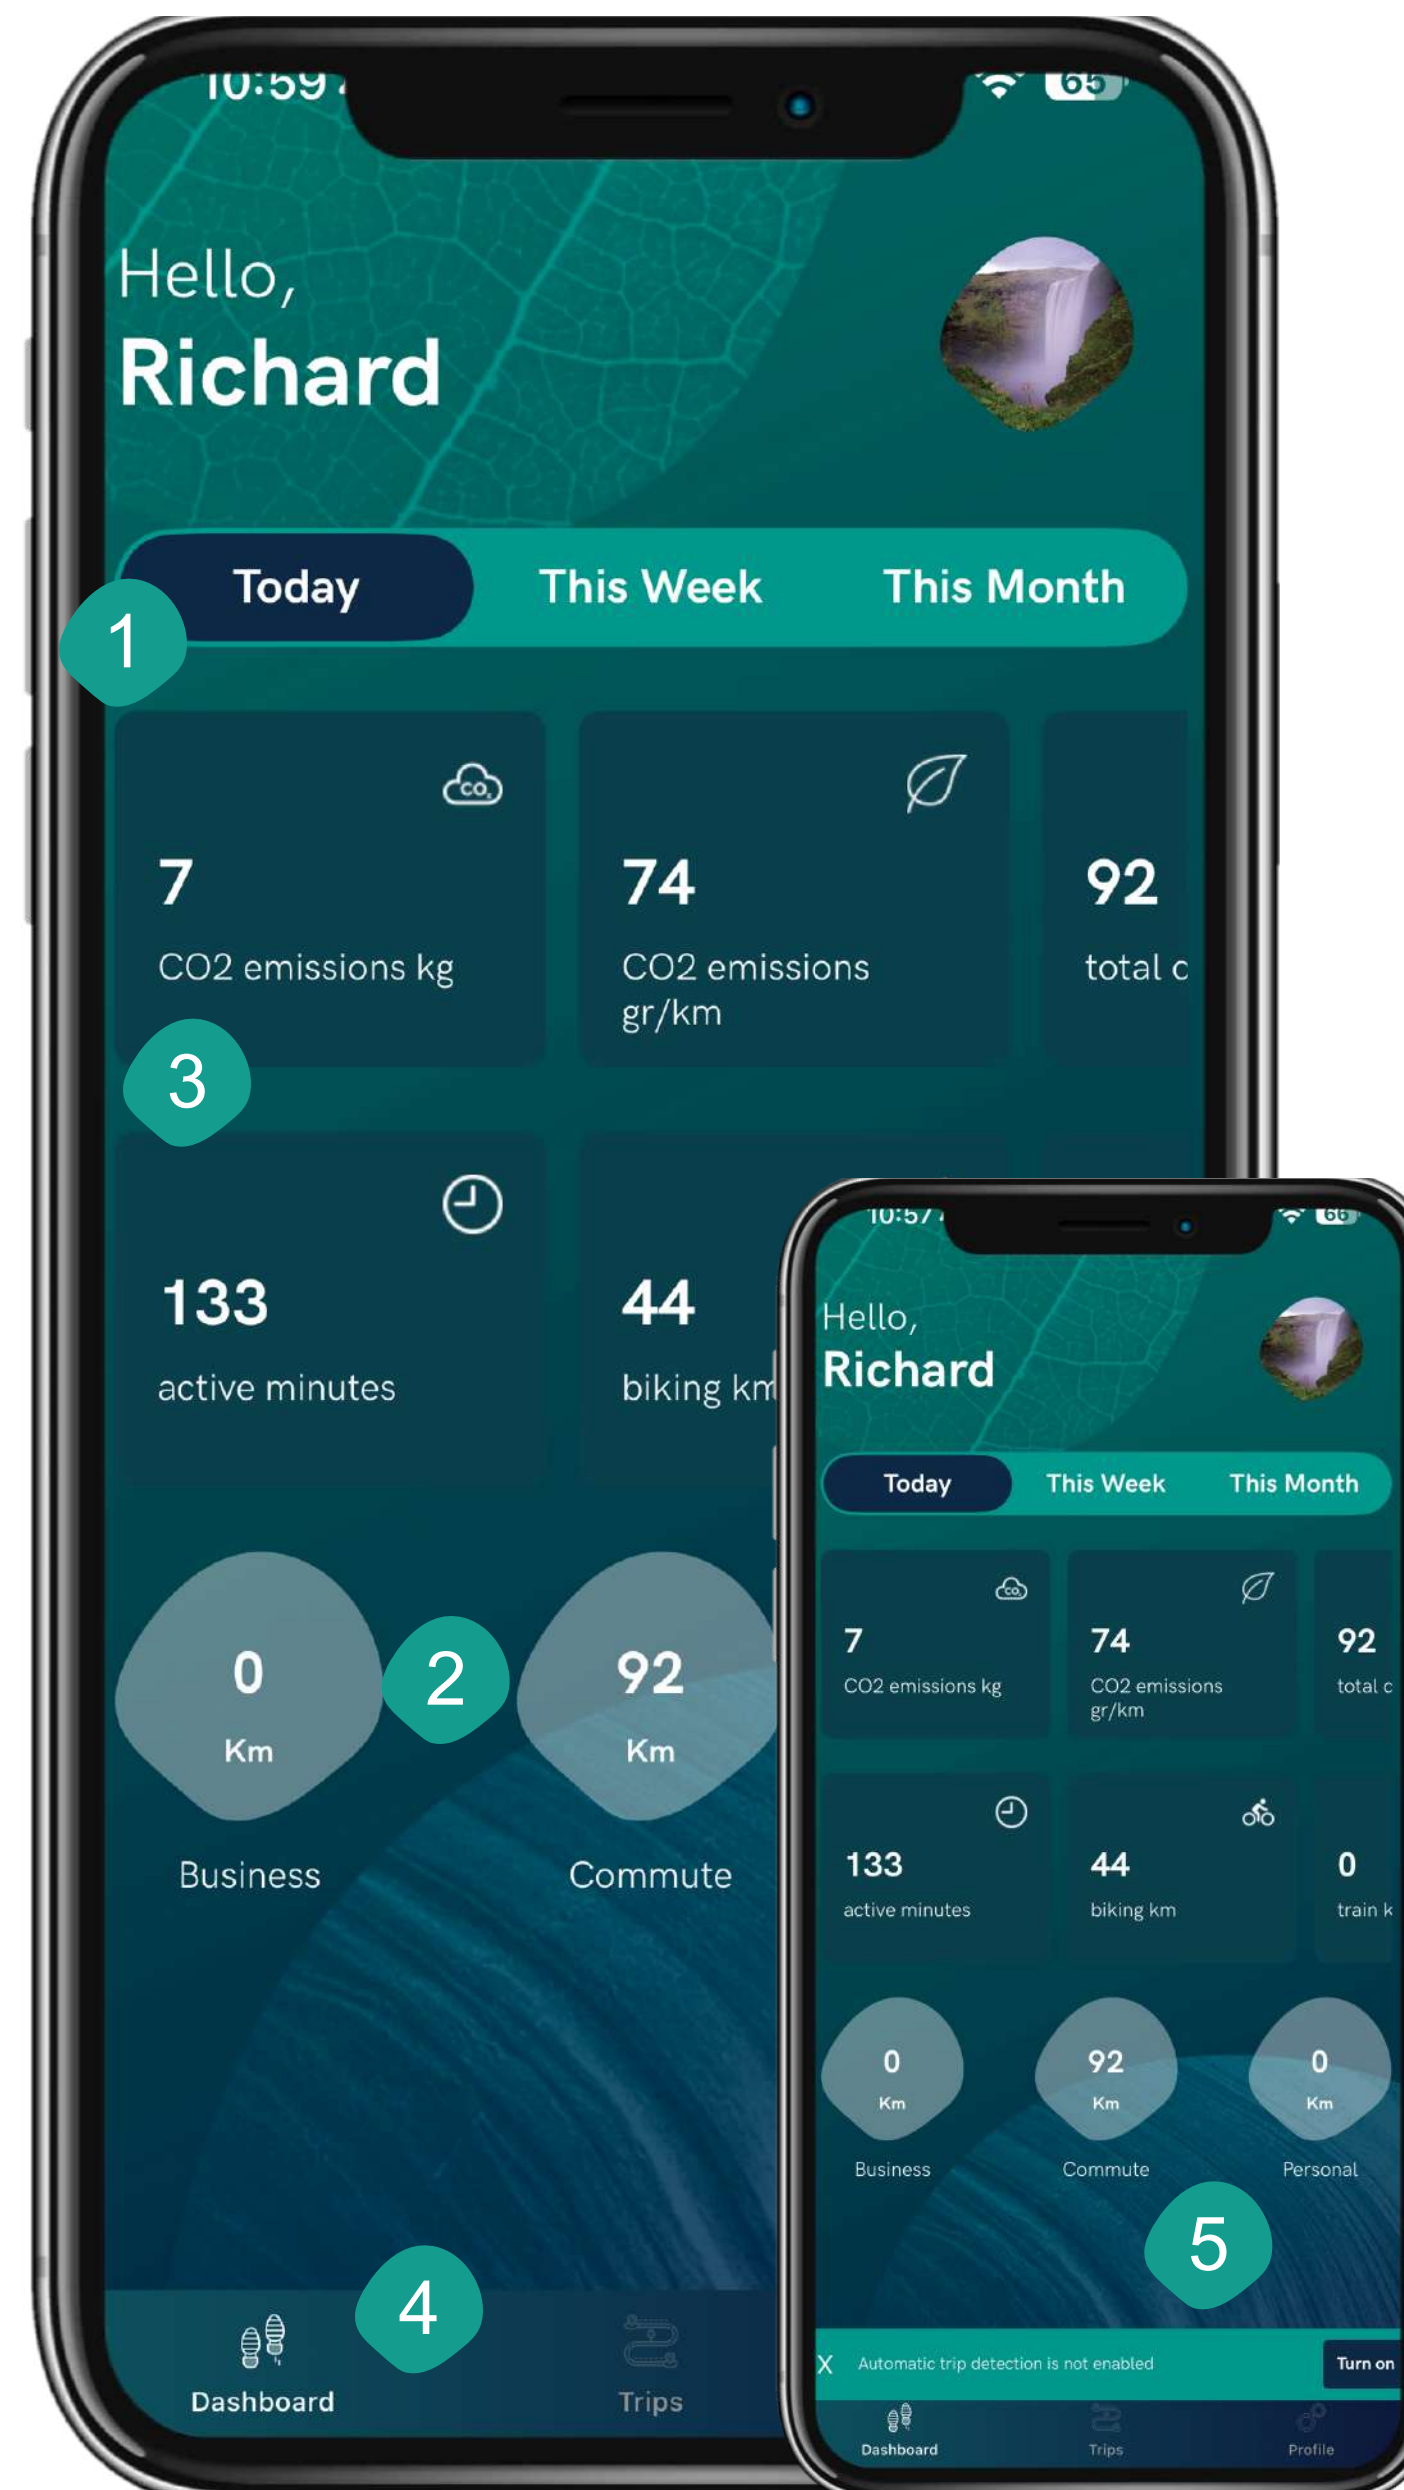 10:59
65
Hello,
Richard
Today
This Week
This Month
1
CO2
7
CO2 emissions kg
74
CO2 emissions
gr/km
92
total c
3
133
active minutes
44
biking km
0
Km
Business
2
92
Km
Commute
4
Dashboard
Trips
10:57
66
Hello,
Richard
Today
This Week
This Month
CO2
7
CO2 emissions kg
74
CO2 emissions
gr/km
92
total c
133
active minutes
44
biking km
0
train k
0
Km
Business
92
Km
Commute
0
Km
Personal
5
X Automatic trip detection is not enabled
Turn on
Dashboard
Trips
Profile